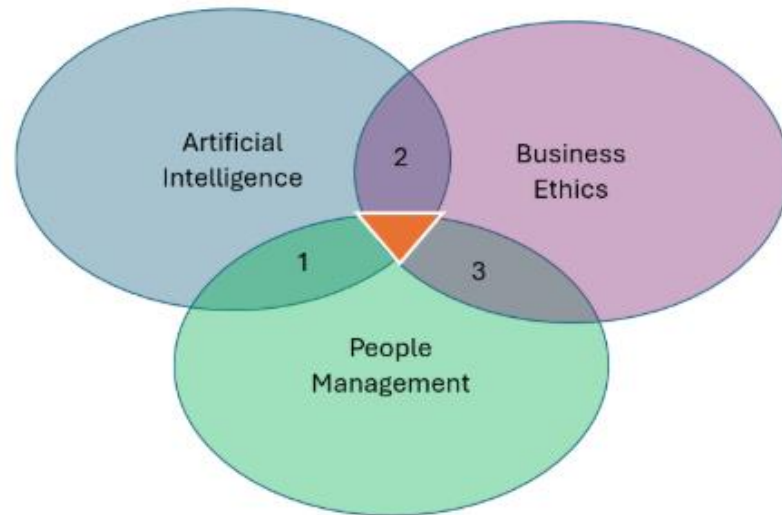 Artificial
Intelligence
2
Business
Ethics
1
3
People
Management